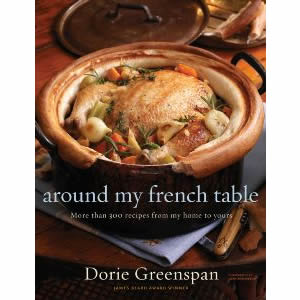 around my french table
More than 300 recipes from my home to yours
Dorie Greenspan
JAMES BEARD AWARD WINNER